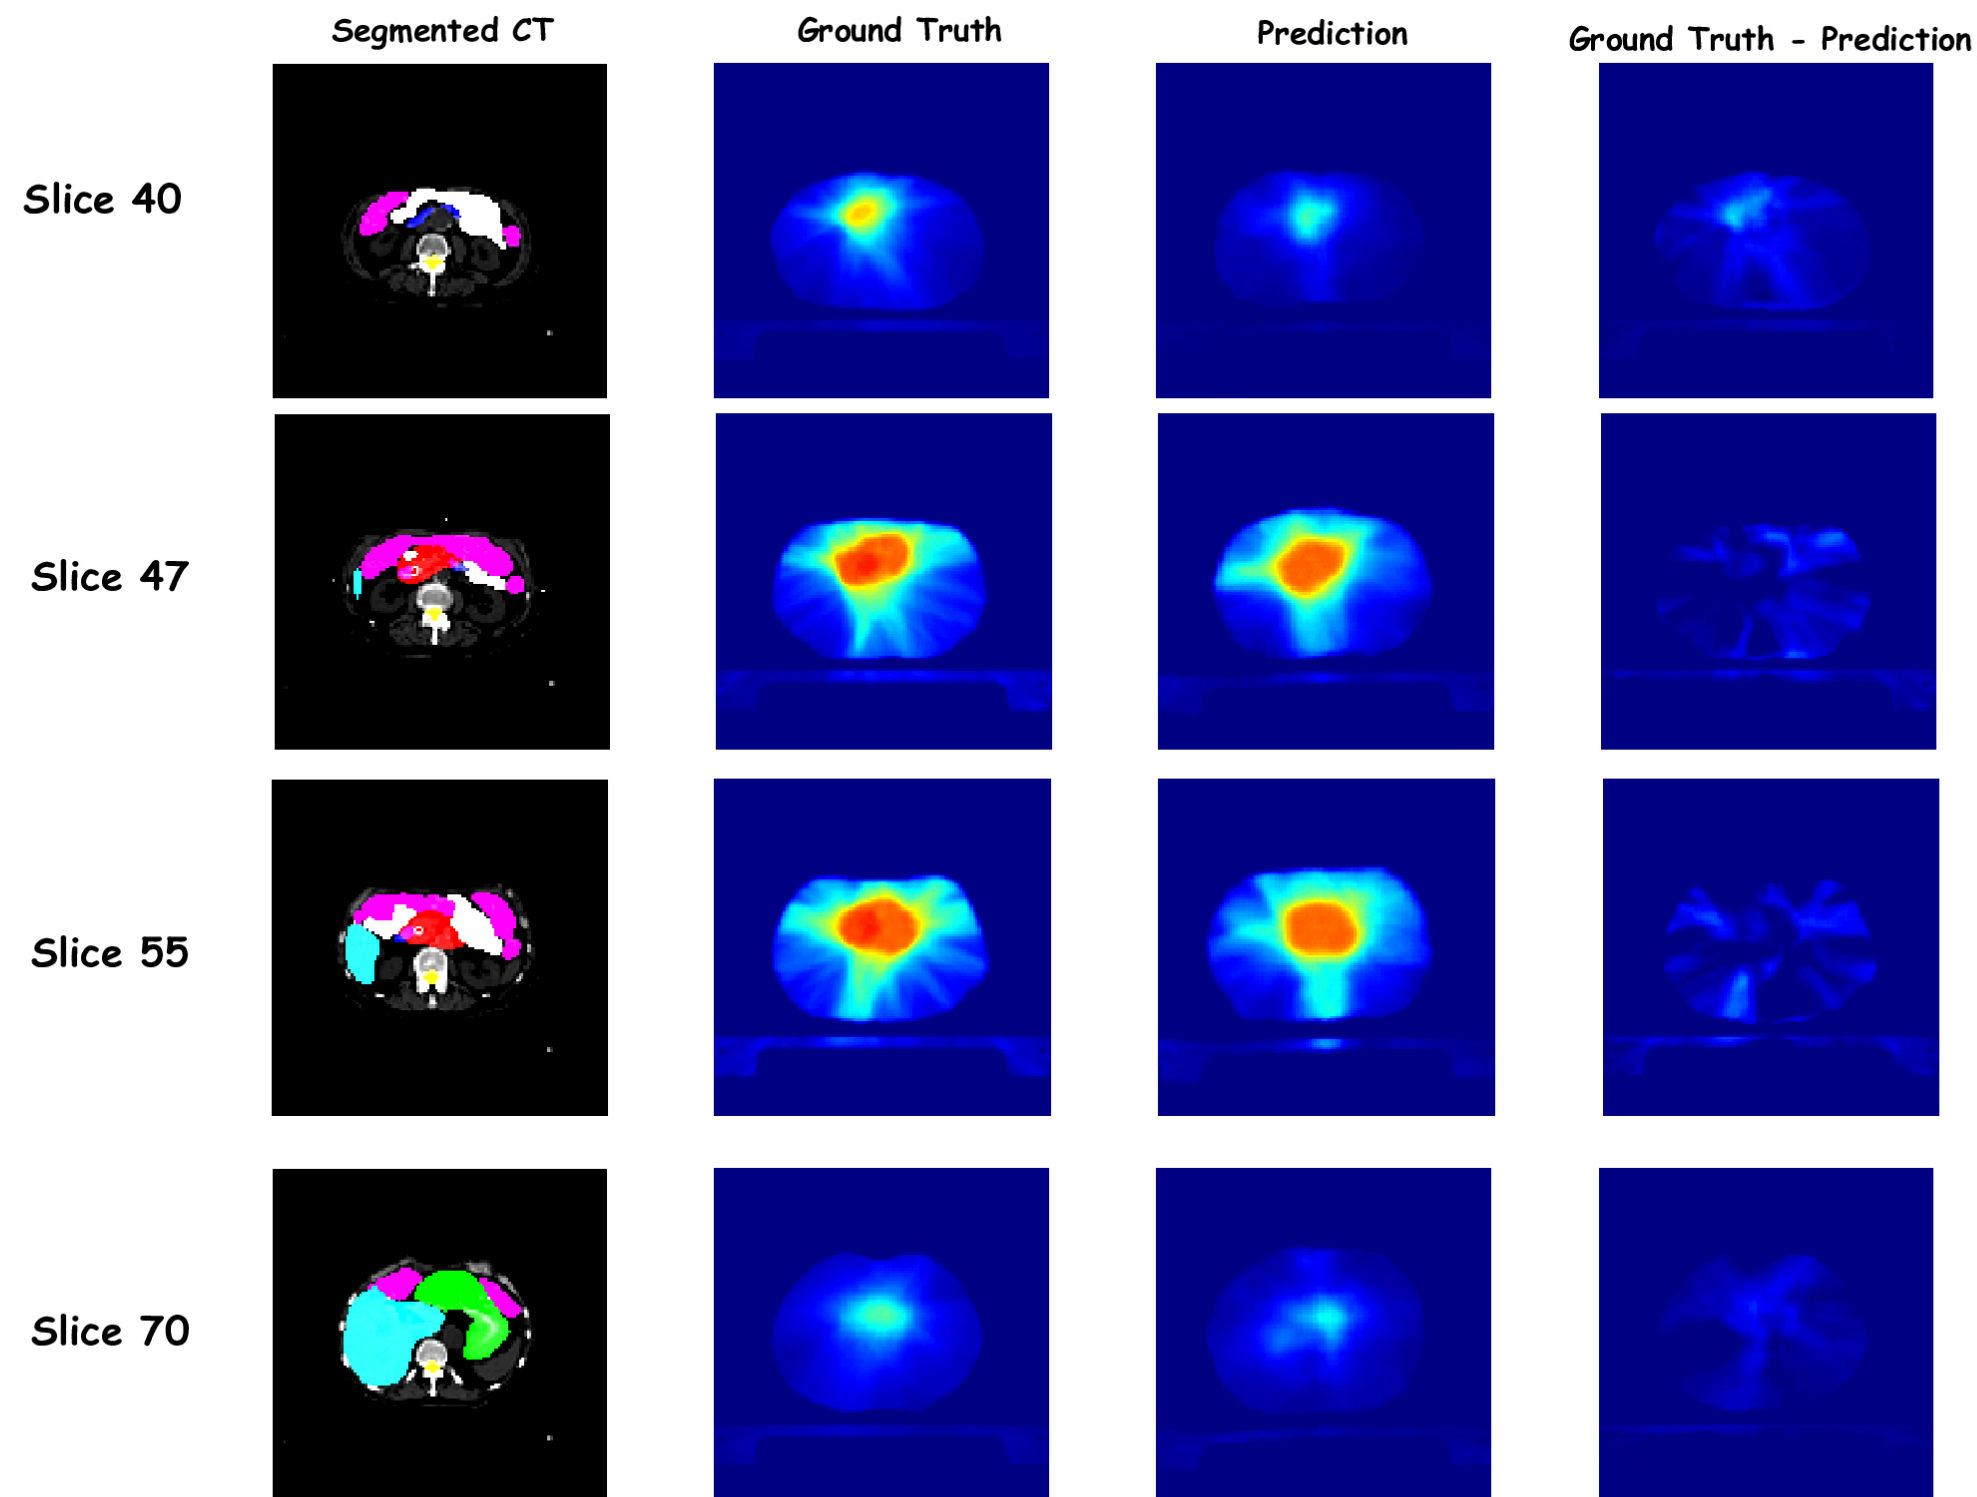 Segmented CT
Ground Truth
Prediction
Ground Truth - Prediction
Slice 40
Slice 47
Slice 55
Slice 70